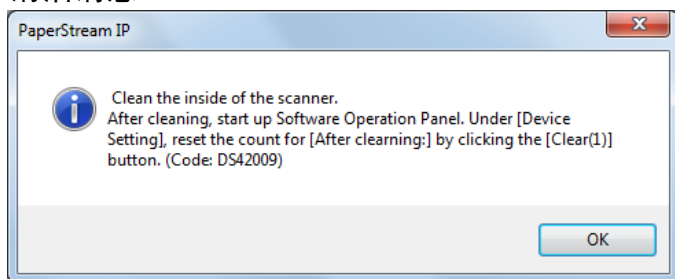 PaperStream IP
Clean the inside of the scanner.
After cleaning, start up Software Operation Panel. Under [Device
Setting], reset the count for [After clearning:] by clicking the [Clear(1)]
button. (Code: DS42009)
OK